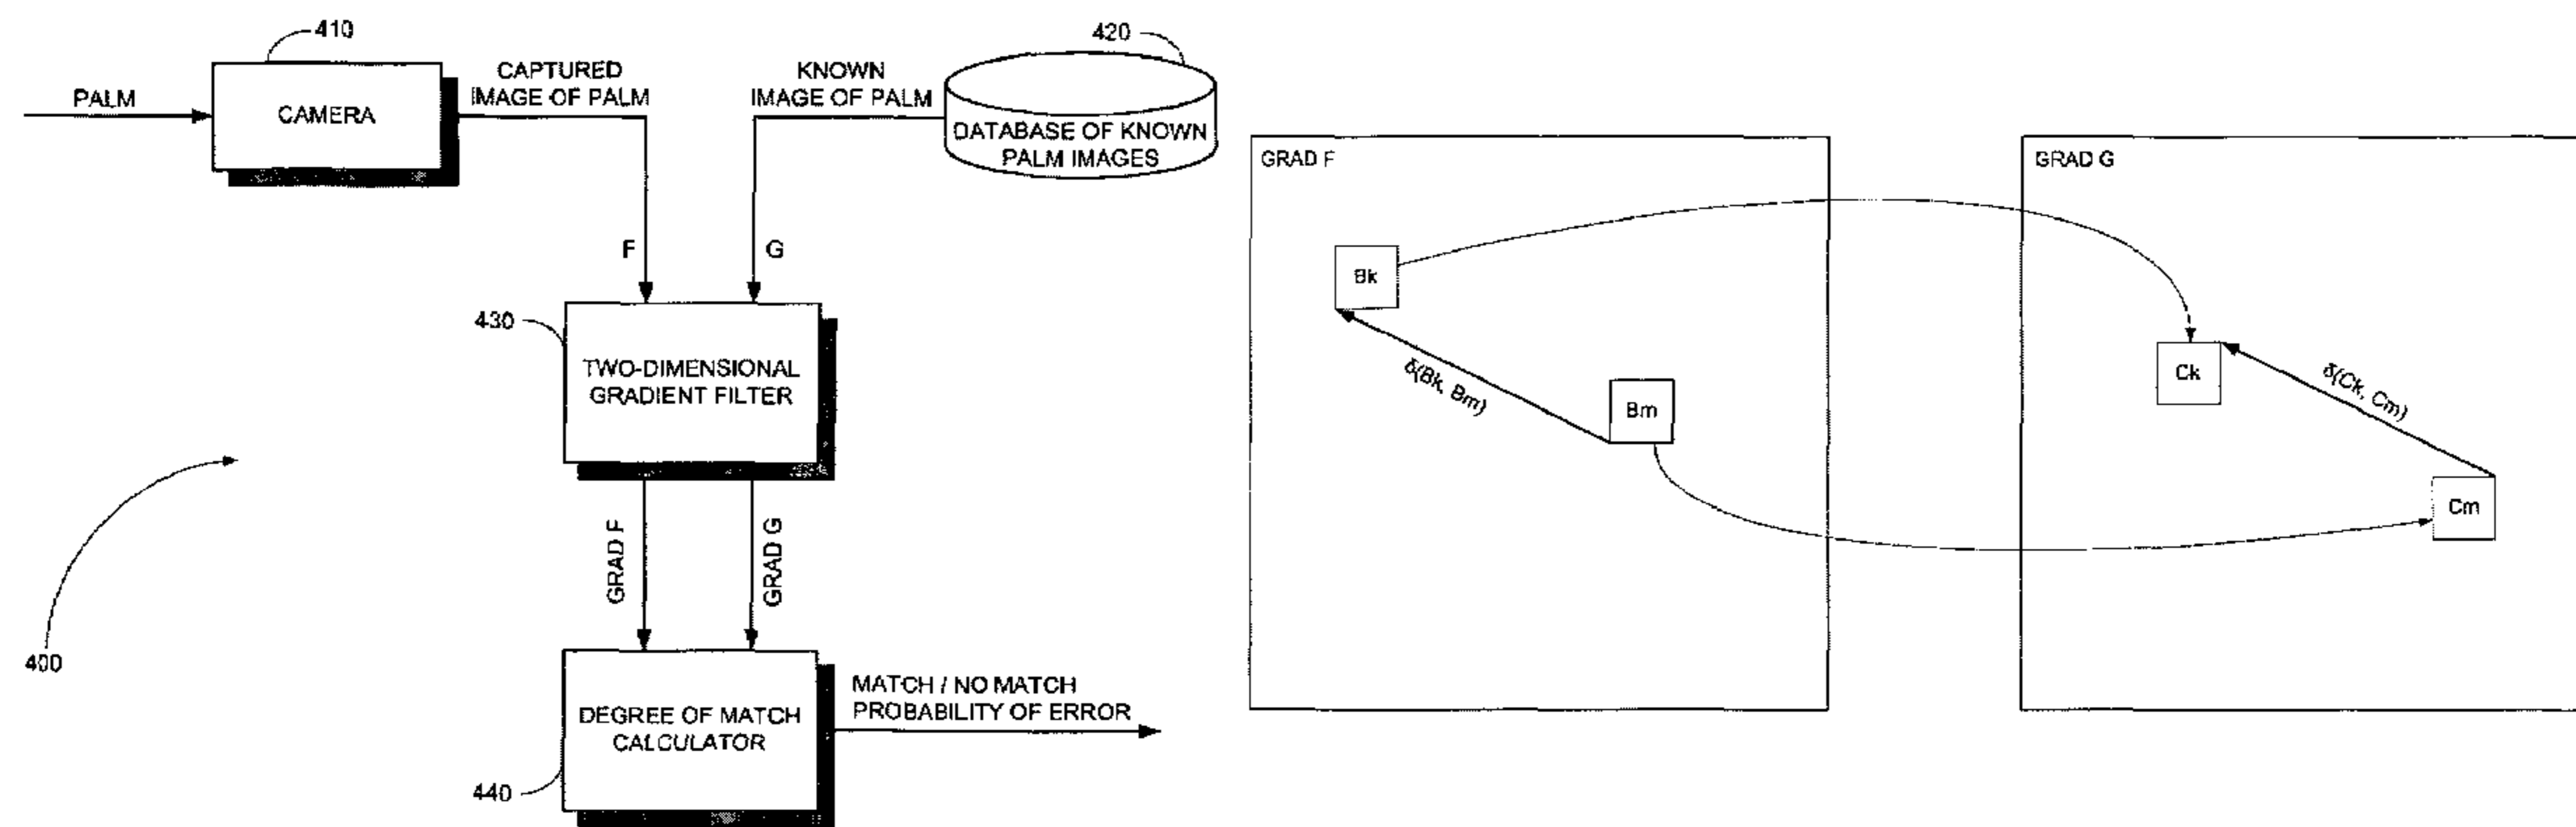 410
420
PALM
CAMERA
CAPTURED
IMAGE OF PALM
KNOWN
IMAGE OF PALM
DATABASE OF KNOWN
PALM IMAGES
F
G
430
TWO-DIMENSIONAL
GRADIENT FILTER
GRAD F
GRAD G
400
440
DEGREE OF MATCH
CALCULATOR
MATCH / NO MATCH
PROBABILITY OF ERROR
GRAD F
Bk
δ(Bk, Bm)
Bm
GRAD G
Ck
δ(Ck, Cm)
Cm